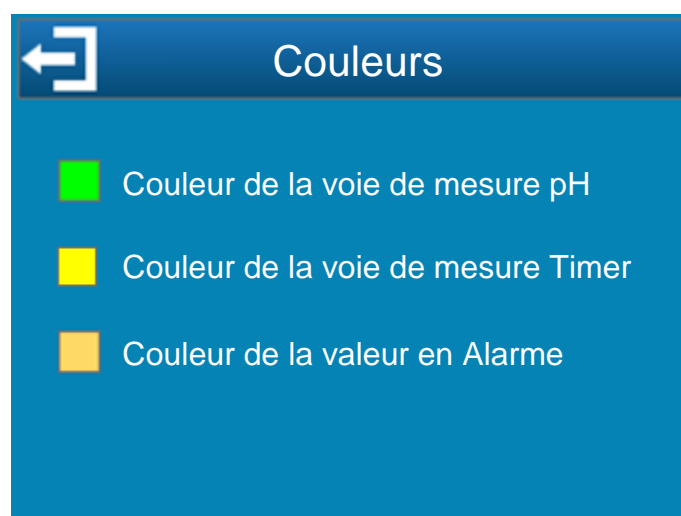 Couleurs
Couleur de la voie de mesure pH
Couleur de la voie de mesure Timer
Couleur de la valeur en Alarme